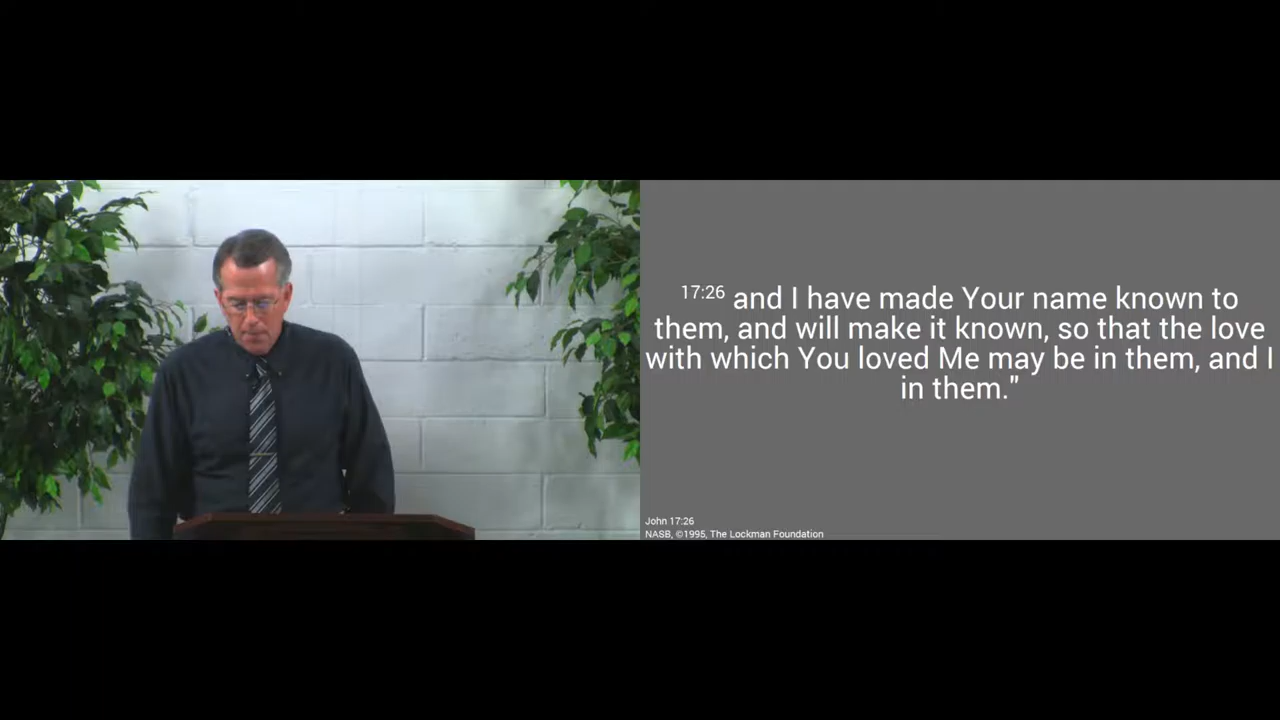 17:26 and I have made Your name known to
them, and will make it known, so that the love
with which You loved Me may be in them, and I
in them."
John 17:26
NASB, ©1995, The Lockman Foundation